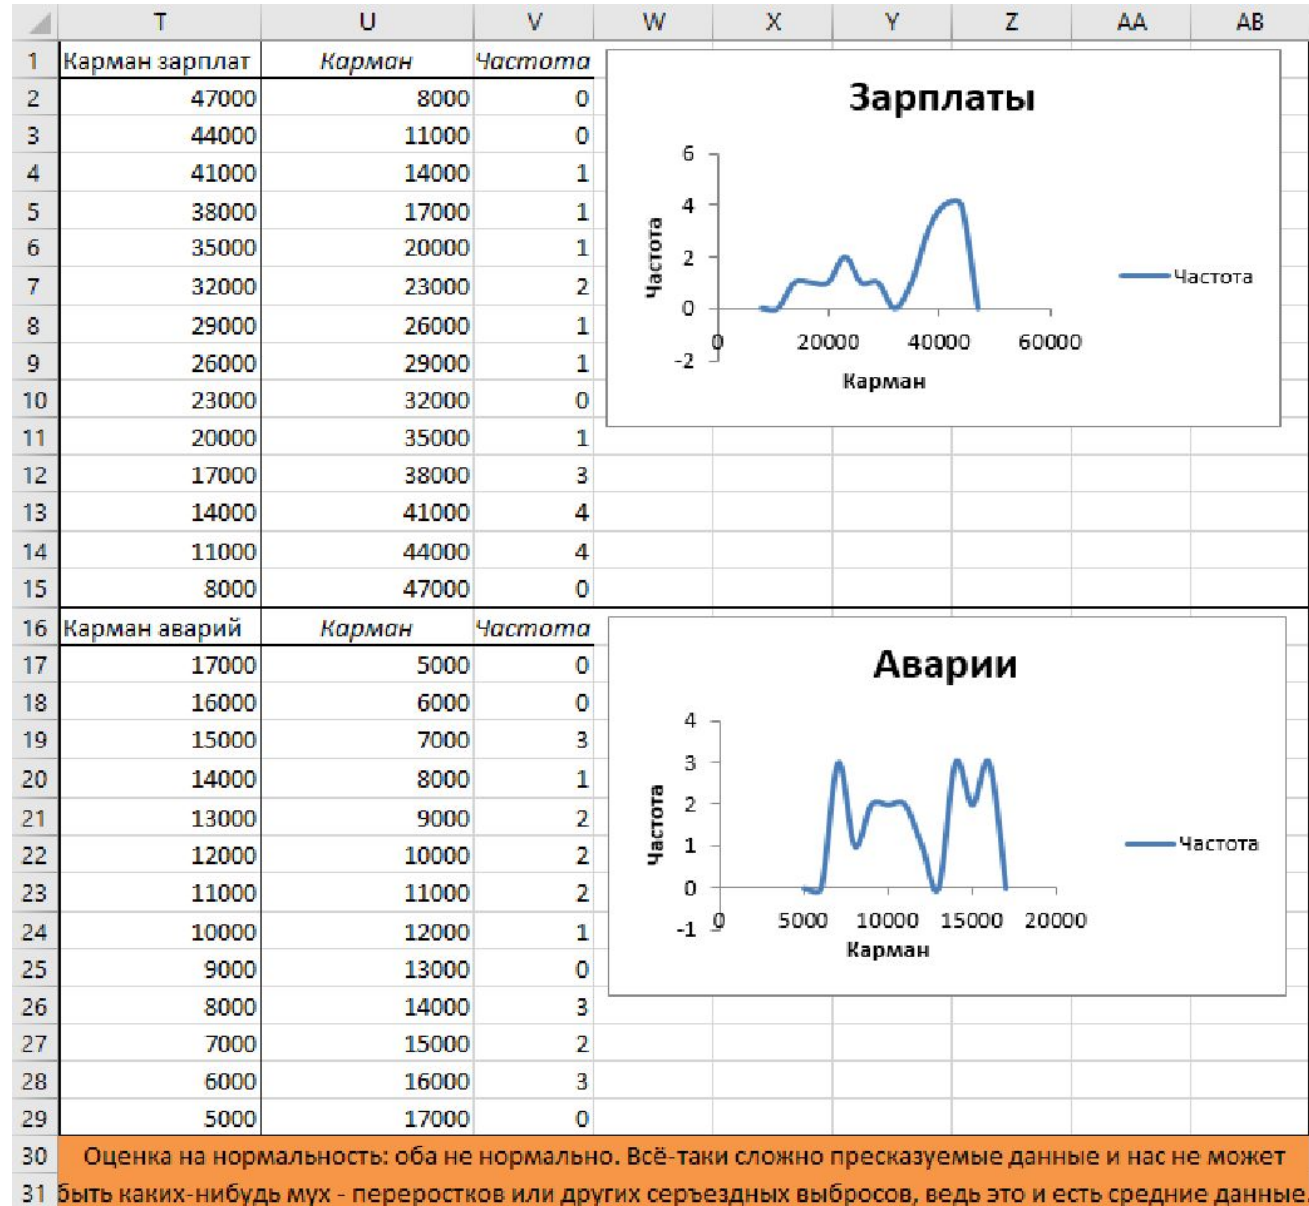 T U V W X Y Z AA AB
1 Карман зарплат Карман Частота
2 47000 8000 0
3 44000 11000 0
4 41000 14000 1
5 38000 17000 1
6 35000 20000 1
7 32000 23000 2
8 29000 26000 1
9 26000 29000 1
10 23000 32000 0
11 20000 35000 1
12 17000 38000 3
13 14000 41000 4
14 11000 44000 4
15 8000 47000 0
Зарплаты
6
4
2
0
-2
Частота
0 20000 40000 60000
Карман
Частота
16 Карман аварий Карман Частота
17 17000 5000 0
18 16000 6000 0
19 15000 7000 3
20 14000 8000 1
21 13000 9000 2
22 12000 10000 2
23 11000 11000 2
24 10000 12000 1
25 9000 13000 0
26 8000 14000 3
27 7000 15000 2
28 6000 16000 3
29 5000 17000 0
Аварии
4
3
2
1
0
-1
Частота
0 5000 10000 15000 20000
Карман
Частота
30 Оценка на нормальность: оба не нормально. Всё-таки сложно пресказуемые данные и нас не может
31 быть каких-нибудь мух - переростков или других серъездных выбросов, ведь это и есть средние данные.